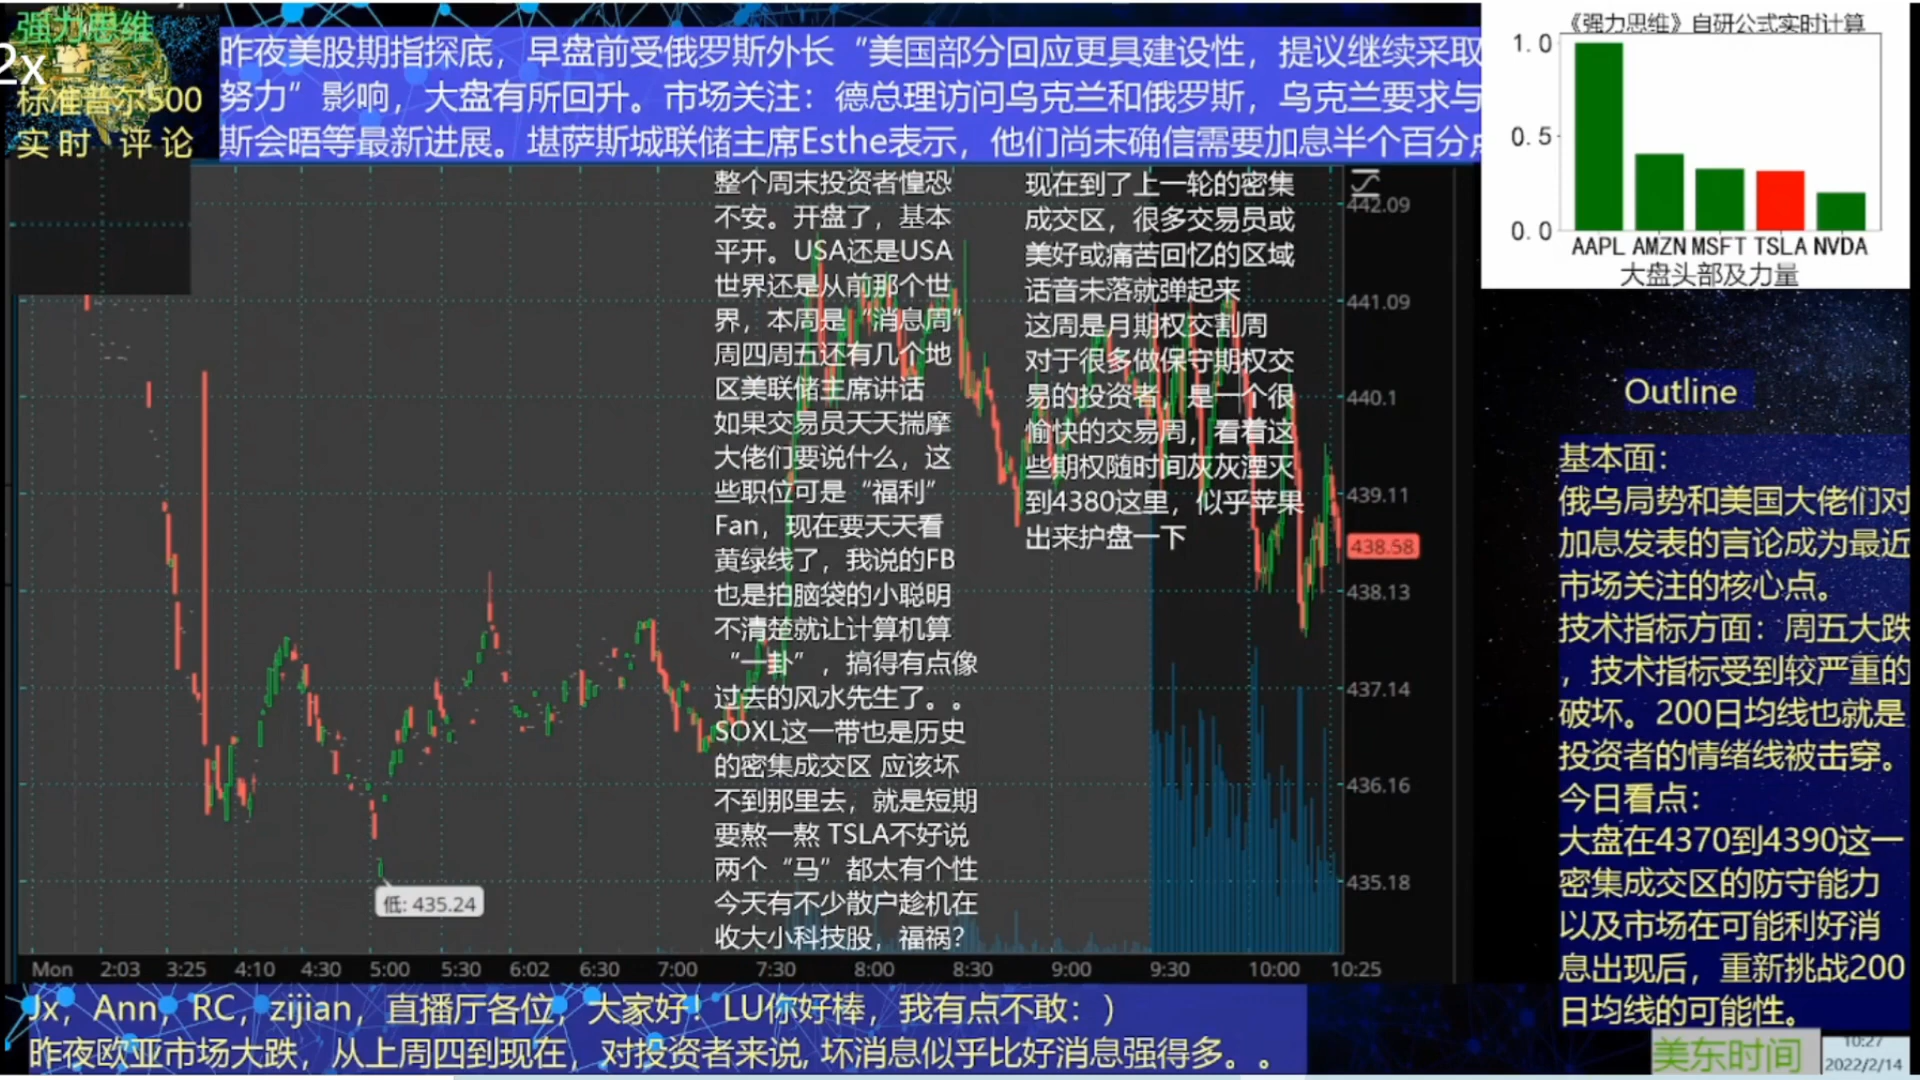 强力思维
2x
标准普尔500
实时 评论
昨夜美股期指探底，早盘前受俄罗斯外长“美国部分回应更具建设性，提议继续采取
努力”影响，大盘有所回升。市场关注：德总理访问乌克兰和俄罗斯，乌克兰要求与
斯会晤等最新进展。堪萨斯城联储主席Esthe表示，他们尚未确信需要加息半个百分
《强力思维》自研公式实时计算
1.0
0.5
0.0
AAPL AMZN MSFT TSLA NVDA
大盘头部及力量
整个周末投资者惶恐
不安。开盘了，基本
平开。USA还是USA
世界还是从前那个世
界，本周是“消息周”
周四周五还有几个地
区美联储主席讲话
如果交易员天天揣摩
大佬们要说什么，这
些职位可是“福利”
Fan，现在要天天看
黄绿线了，我说的FB
也是拍脑袋的小聪明
不清楚就让计算机算
“一卦”，搞得有点像
过去的风水先生了。。
SOXL这一带也是历史
的密集成交区 应该坏
不到那里去，就是短期
要熬一熬 TSLA不好说
两个“马”都太有个性
今天有不少散户趁机在
收大小科技股，福祸？
现在到了上一轮的密集
成交区，很多交易员或
美好或痛苦回忆的区域
话音未落就弹起来
这周是月期权交割周
对于很多做保守期权交
易的投资者，是一个很
愉快的交易周，看着这
些期权随时间灰灰湮灭
到4380这里，似乎苹果
出来护盘一下
442.09
441.09
440.1
439.11
438.58
438.13
437.14
436.16
435.18
低: 435.24
Mon 2:03 3:25 4:10 4:30 5:00 5:30 6:02 6:30 7:00 7:30 8:00 8:30 9:00 9:30 10:00 10:25
Outline
基本面：
俄乌局势和美国大佬们对
加息发表的言论成为最近
市场关注的核心点。
技术指标方面：周五大跌
，技术指标受到较严重的
破坏。200日均线也就是
投资者的情绪线被击穿。
今日看点：
大盘在4370到4390这一
密集成交区的防守能力
以及市场在可能利好消
息出现后，重新挑战200
日均线的可能性。
Jx，Ann，RC，zijian，直播厅各位，大家好！LU你好棒，我有点不敢：）
昨夜欧亚市场大跌，从上周四到现在，对投资者来说, 坏消息似乎比好消息强得多。。
美东时间
10:27
2022/2/14